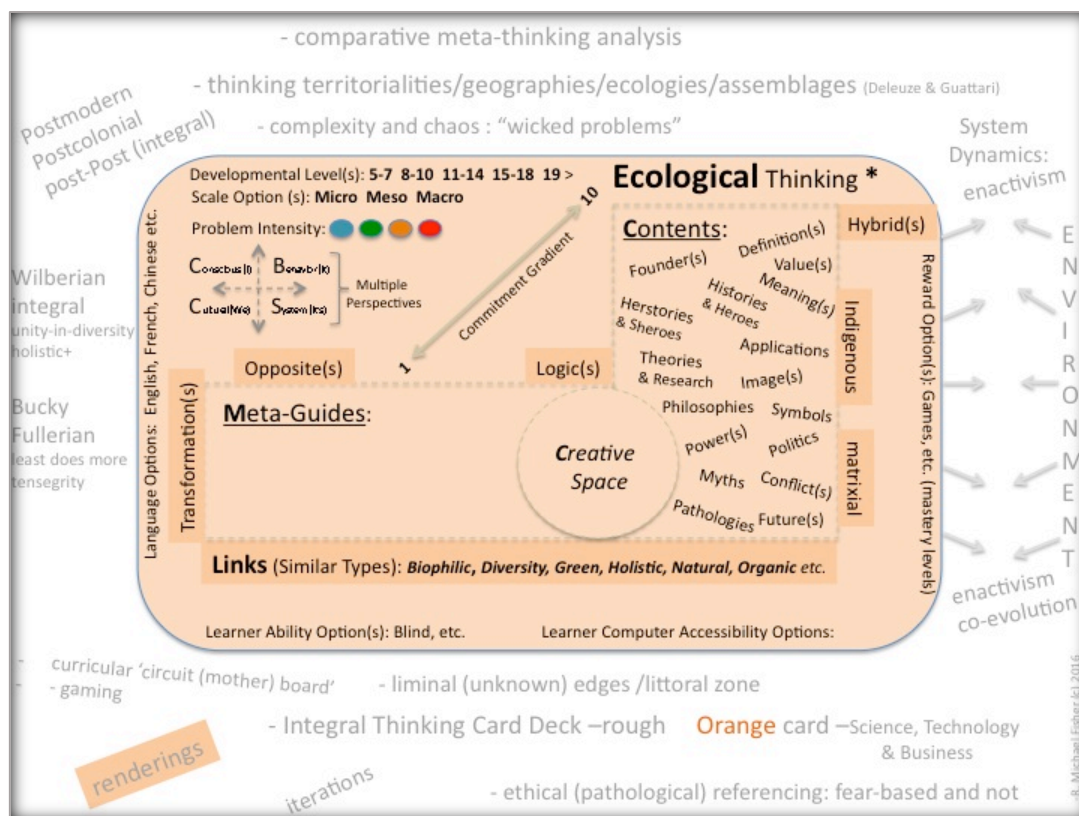 - comparative meta-thinking analysis
- thinking territorialities/geographies/ecologies/assemblages (Deleuze & Guattari)
- complexity and chaos : “wicked problems”
Postmodern
Postcolonial
post-Post (integral)
System
Dynamics:
enactivism
Developmental Level(s): 5-7 8-10 11-14 15-18 19 >
Scale Option (s): Micro Meso Macro
Problem Intensity:
Multiple
Perspectives
Commitment Gradient
1
10
Ecological Thinking *
Contents:
Definition(s)
Founder(s)
Value(s)
Meaning(s)
Histories
& Heroes
Herstories
& Sheroes
Applications
Theories
& Research
Image(s)
Philosophies
Symbols
Power(s)
Politics
Myths
Conflict(s)
Pathologies
Future(s)
Hybrid(s)
Indigenous
matrixial
Opposite(s)
Logic(s)
Transformation(s)
Meta-Guides:
Creative
Space
Links (Similar Types): Biophilic, Diversity, Green, Holistic, Natural, Organic etc.
Learner Ability Option(s): Blind, etc.
Learner Computer Accessibility Options:
Language Options: English, French, Chinese etc.
Reward Option(s): Games, etc. (mastery levels)
Wilberian
integral
unity-in-diversity
holistic+
Bucky
Fullerian
least does more
tensegrity
ENVIRONMENT
enactivism
co-evolution
- curricular ‘circuit (mother) board’
- - gaming
- liminal (unknown) edges /littoral zone
- Integral Thinking Card Deck –rough Orange card –Science, Technology
& Business
renderings
iterations
- ethical (pathological) referencing: fear-based and not
-R. Michael Fisher (c) 2016